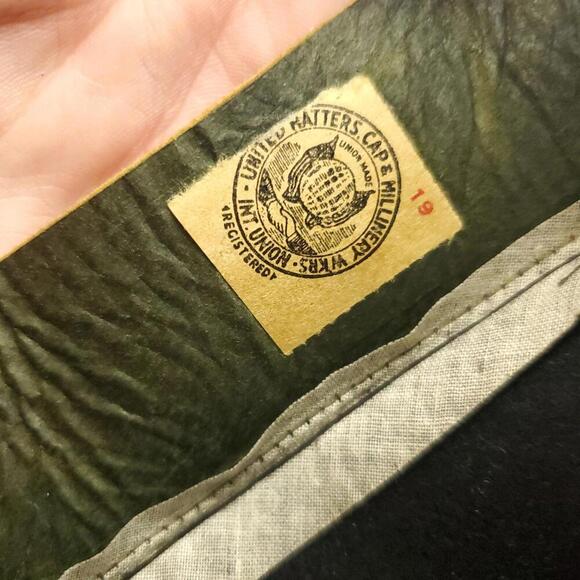 UNITED HATTERS, CAP & MILLINERY WKRS • INT. UNION -
REGISTERED
UNION MADE
19